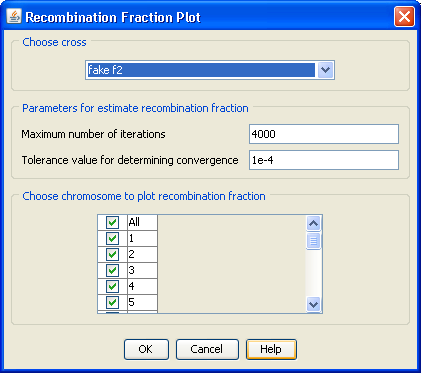 Recombination Fraction Plot
Choose cross
fake f2
Parameters for estimate recombination fraction
Maximum number of iterations 4000
Tolerance value for determining convergence 1e-4
Choose chromosome to plot recombination fraction
All
1
2
3
4
5
OK Cancel Help